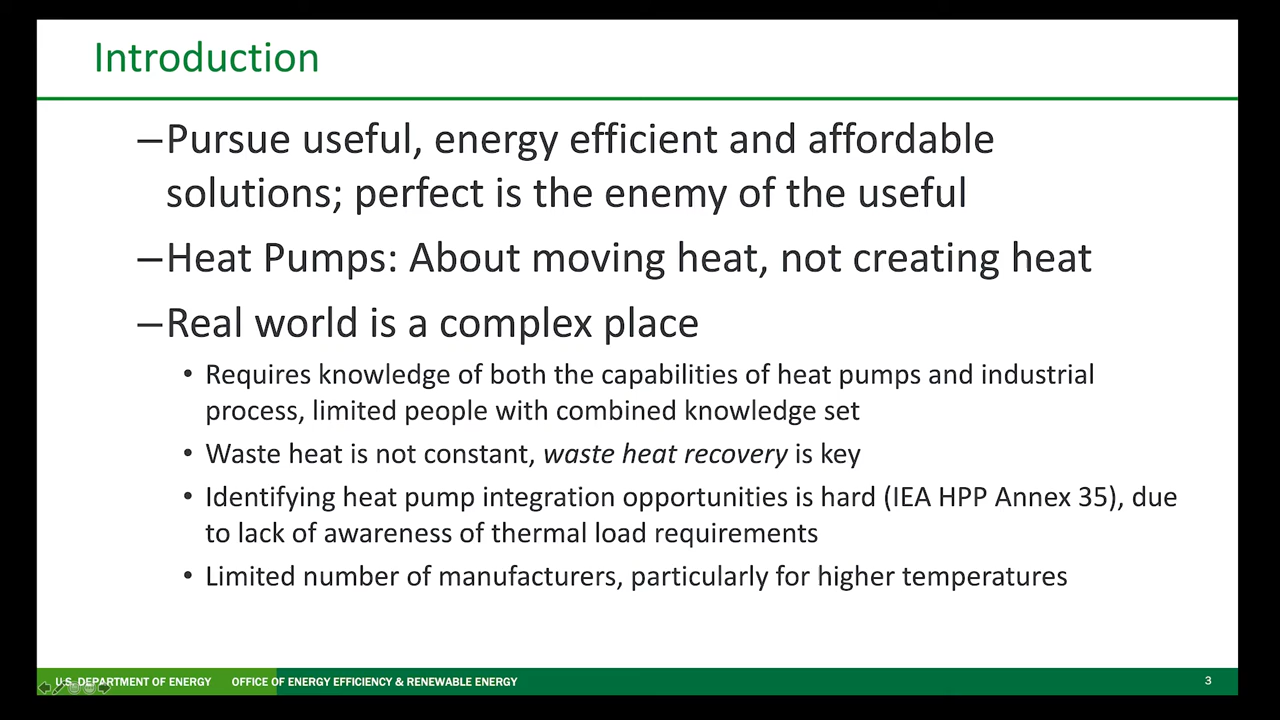 Introduction
–Pursue useful, energy efficient and affordable
solutions; perfect is the enemy of the useful
–Heat Pumps: About moving heat, not creating heat
–Real world is a complex place
• Requires knowledge of both the capabilities of heat pumps and industrial
process, limited people with combined knowledge set
• Waste heat is not constant, waste heat recovery is key
• Identifying heat pump integration opportunities is hard (IEA HPP Annex 35), due
to lack of awareness of thermal load requirements
• Limited number of manufacturers, particularly for higher temperatures
U.S. DEPARTMENT OF ENERGY OFFICE OF ENERGY EFFICIENCY & RENEWABLE ENERGY 3